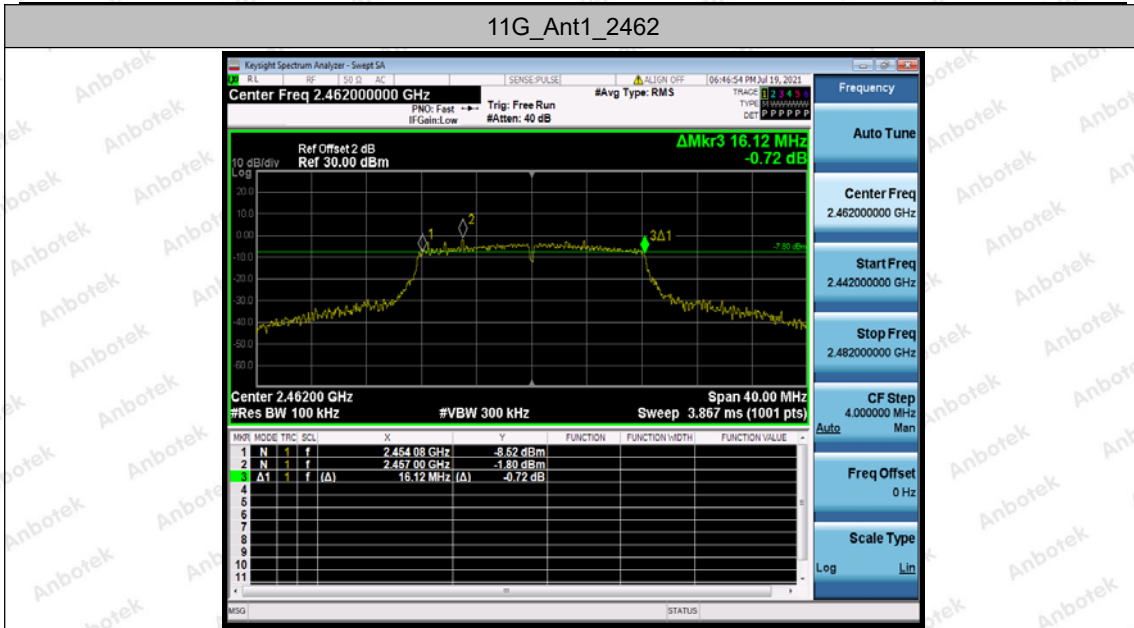 11G_Ant1_2462
Keysight Spectrum Analyzer - Swept SA
RL RF 50 Ω AC SENSE:PULSE ALIGN OFF 06:46:54 PM Jul 19, 2021
Center Freq 2.462000000 GHz
PNO: Fast
IFGain:Low
Trig: Free Run
#Atten: 40 dB
#Avg Type: RMS
TRACE 1 2 3 4 5 6
TYPE M W W W W W
DET P P P P P P
Frequency
Auto Tune
Center Freq
2.462000000 GHz
Start Freq
2.442000000 GHz
Stop Freq
2.482000000 GHz
CF Step
4.000000 MHz
Auto Man
Freq Offset
0 Hz
Scale Type
Log Lin
ΔMkr3 16.12 MHz
-0.72 dB
Ref Offset 2 dB
10 dB/div Ref 30.00 dBm
Log
20.0
10.0
0.00
-10.0
-20.0
-30.0
-40.0
-50.0
-60.0
1
2
3Δ1
-7.80 dBm
Center 2.46200 GHz Span 40.00 MHz
#Res BW 100 kHz #VBW 300 kHz Sweep 3.867 ms (1001 pts)
MKR MODE TRC SCL X Y FUNCTION FUNCTION WIDTH FUNCTION VALUE
1 N 1 f 2.454 08 GHz -8.52 dBm
2 N 1 f 2.457 00 GHz -1.80 dBm
3 Δ1 1 f (Δ) 16.12 MHz (Δ) -0.72 dB
4
5
6
7
8
9
10
11
MSG STATUS
Anbotek